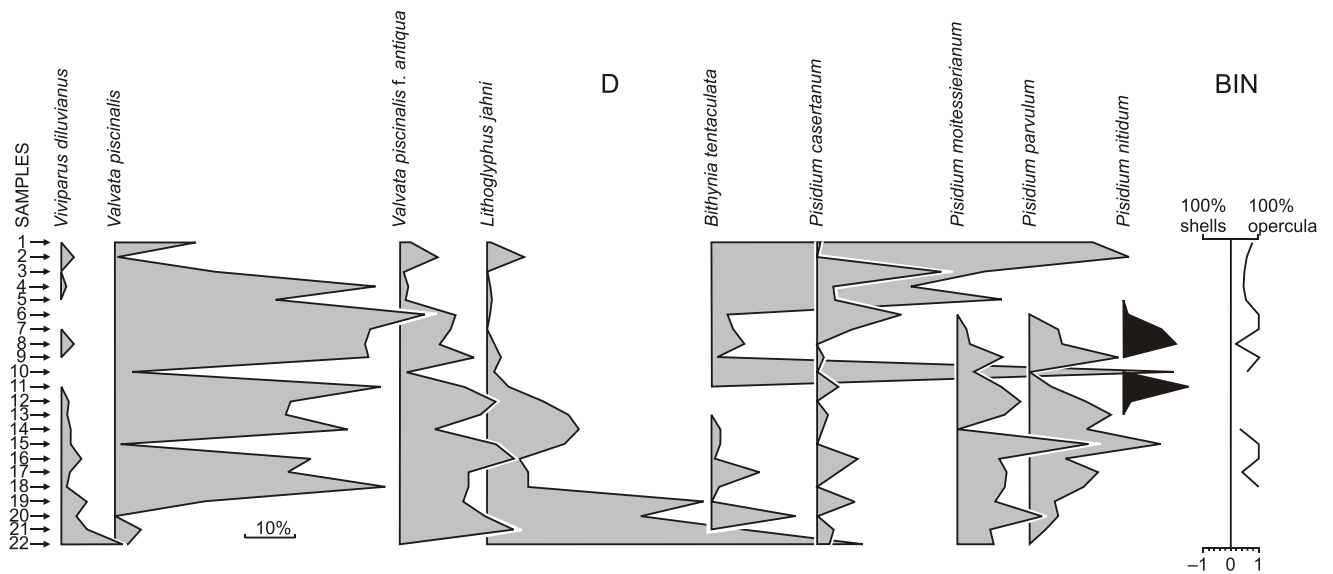 SAMPLES
Viviparus diluvianus
Valvata piscinalis
Valvata piscinalis f. antiqua
Lithoglyphus jahni
D
Bithynia tentaculata
Pisidium casertanum
Pisidium moitessierianum
Pisidium parvulum
Pisidium nitidum
BIN
100% shells
100% opercula
1
2
3
4
5
6
7
8
9
10
11
12
13
14
15
16
17
18
19
20
21
22
10%
–1 0 1